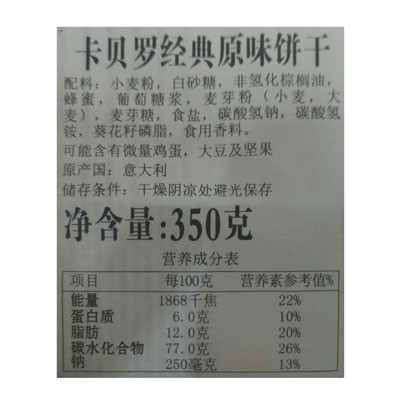 卡贝罗经典原味饼干
配料：小麦粉，白砂糖，非氢化棕榈油，
蜂蜜，葡萄糖浆，麦芽粉（小麦，大
麦），麦芽糖，食盐，碳酸氢钠，碳酸氢
铵，葵花籽磷脂，食用香料。
可能含有微量鸡蛋，大豆及坚果
原产国：意大利
储存条件：干燥阴凉处避光保存
净含量:350克
营养成分表
项目 每100克 营养素参考值%
能量 1868千焦 22%
蛋白质 6.0克 10%
脂肪 12.0克 20%
碳水化合物 77.0克 26%
钠 250毫克 13%